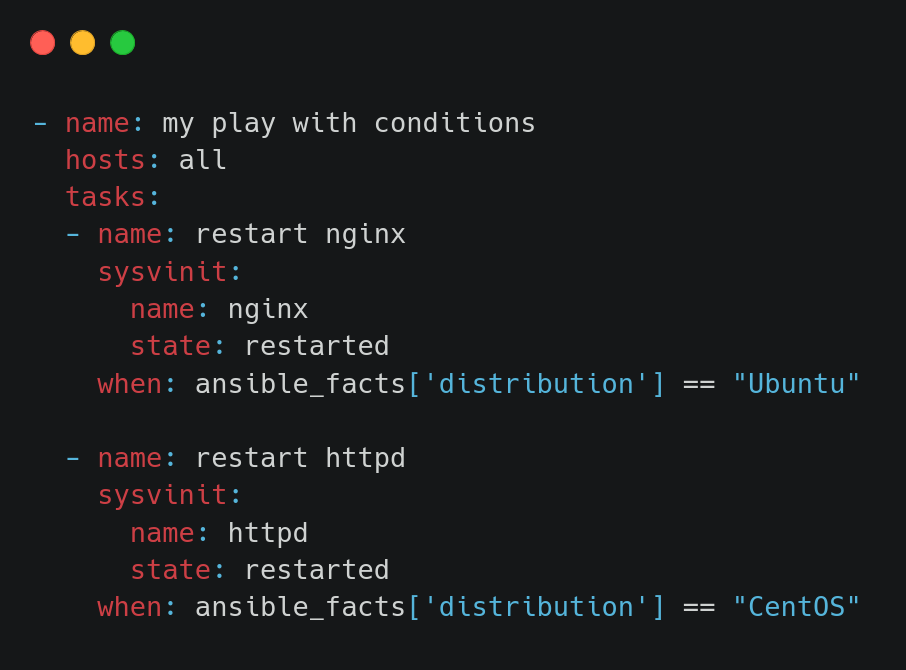 - name: my play with conditions
  hosts: all
  tasks:
  - name: restart nginx
    sysvinit:
      name: nginx
      state: restarted
    when: ansible_facts['distribution'] == "Ubuntu"

  - name: restart httpd
    sysvinit:
      name: httpd
      state: restarted
    when: ansible_facts['distribution'] == "CentOS"